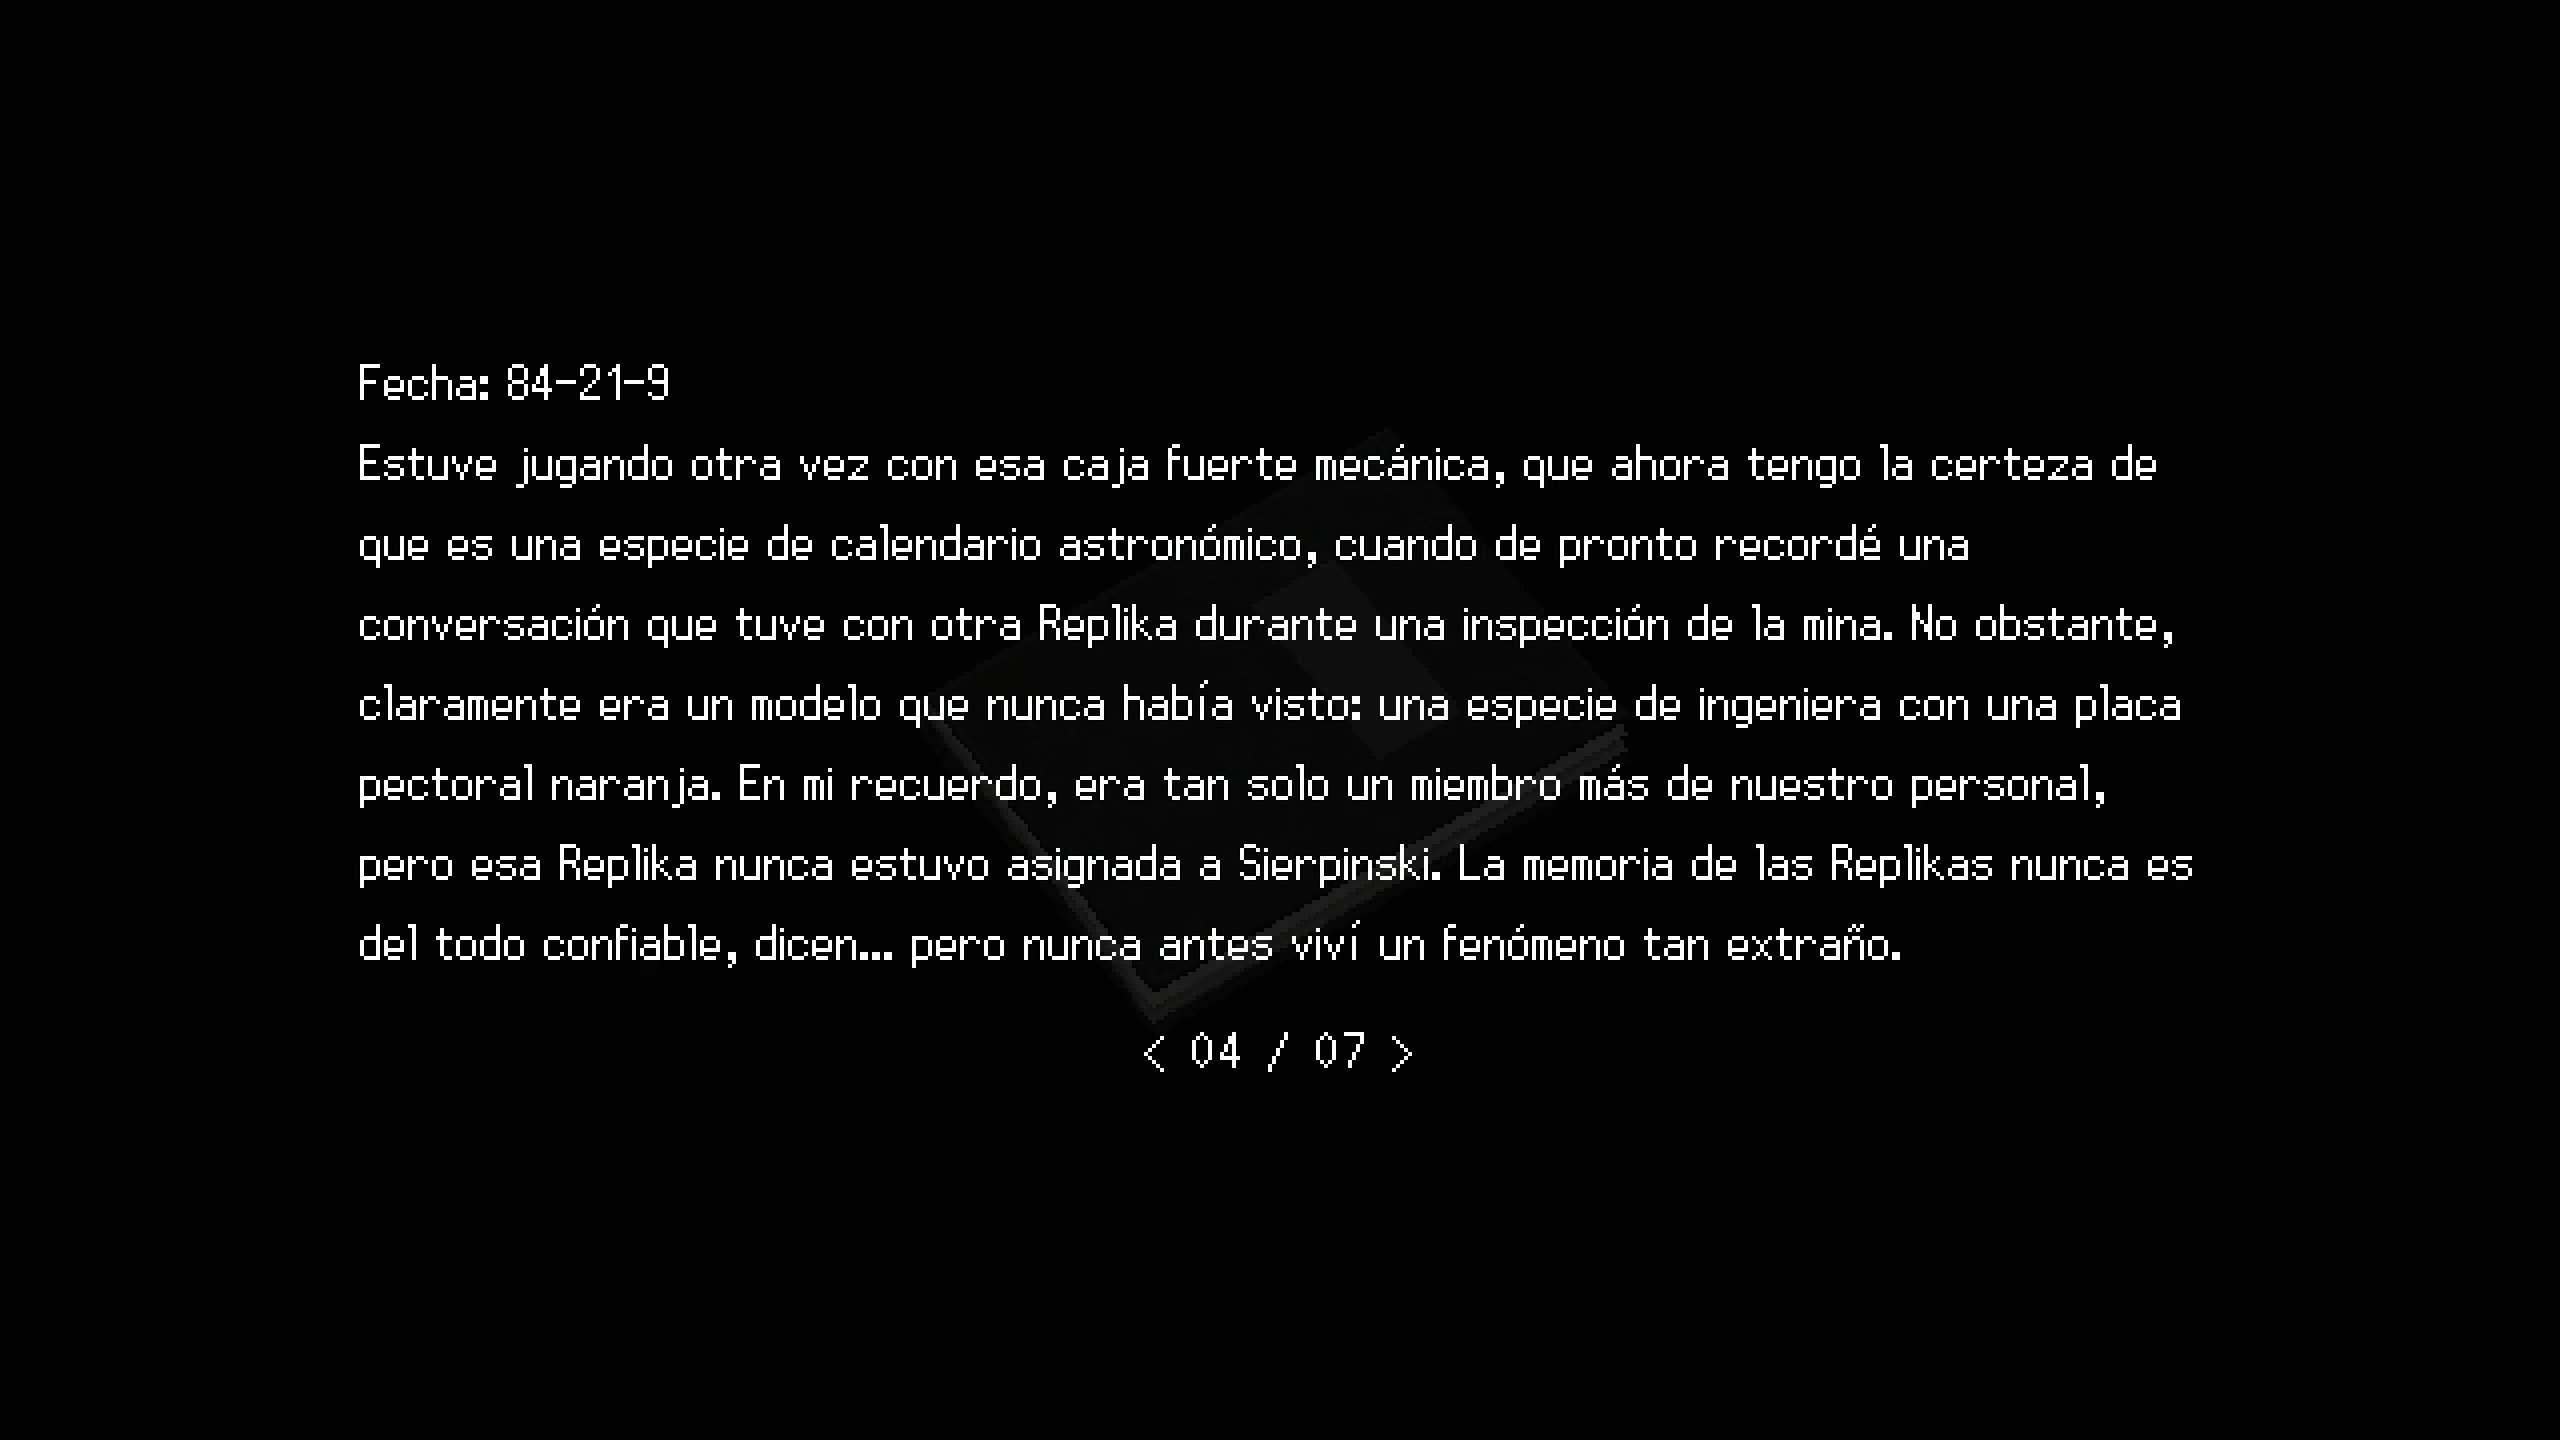 Fecha: 84-21-9
Estuve jugando otra vez con esa caja fuerte mecánica, que ahora tengo la certeza de
que es una especie de calendario astronómico, cuando de pronto recordé una
conversación que tuve con otra Replika durante una inspección de la mina. No obstante,
claramente era un modelo que nunca había visto: una especie de ingeniera con una placa
pectoral naranja. En mi recuerdo, era tan solo un miembro más de nuestro personal,
pero esa Replika nunca estuvo asignada a Sierpinski. La memoria de las Replikas nunca es
del todo confiable, dicen... pero nunca antes viví un fenómeno tan extraño.
< 04 / 07 >